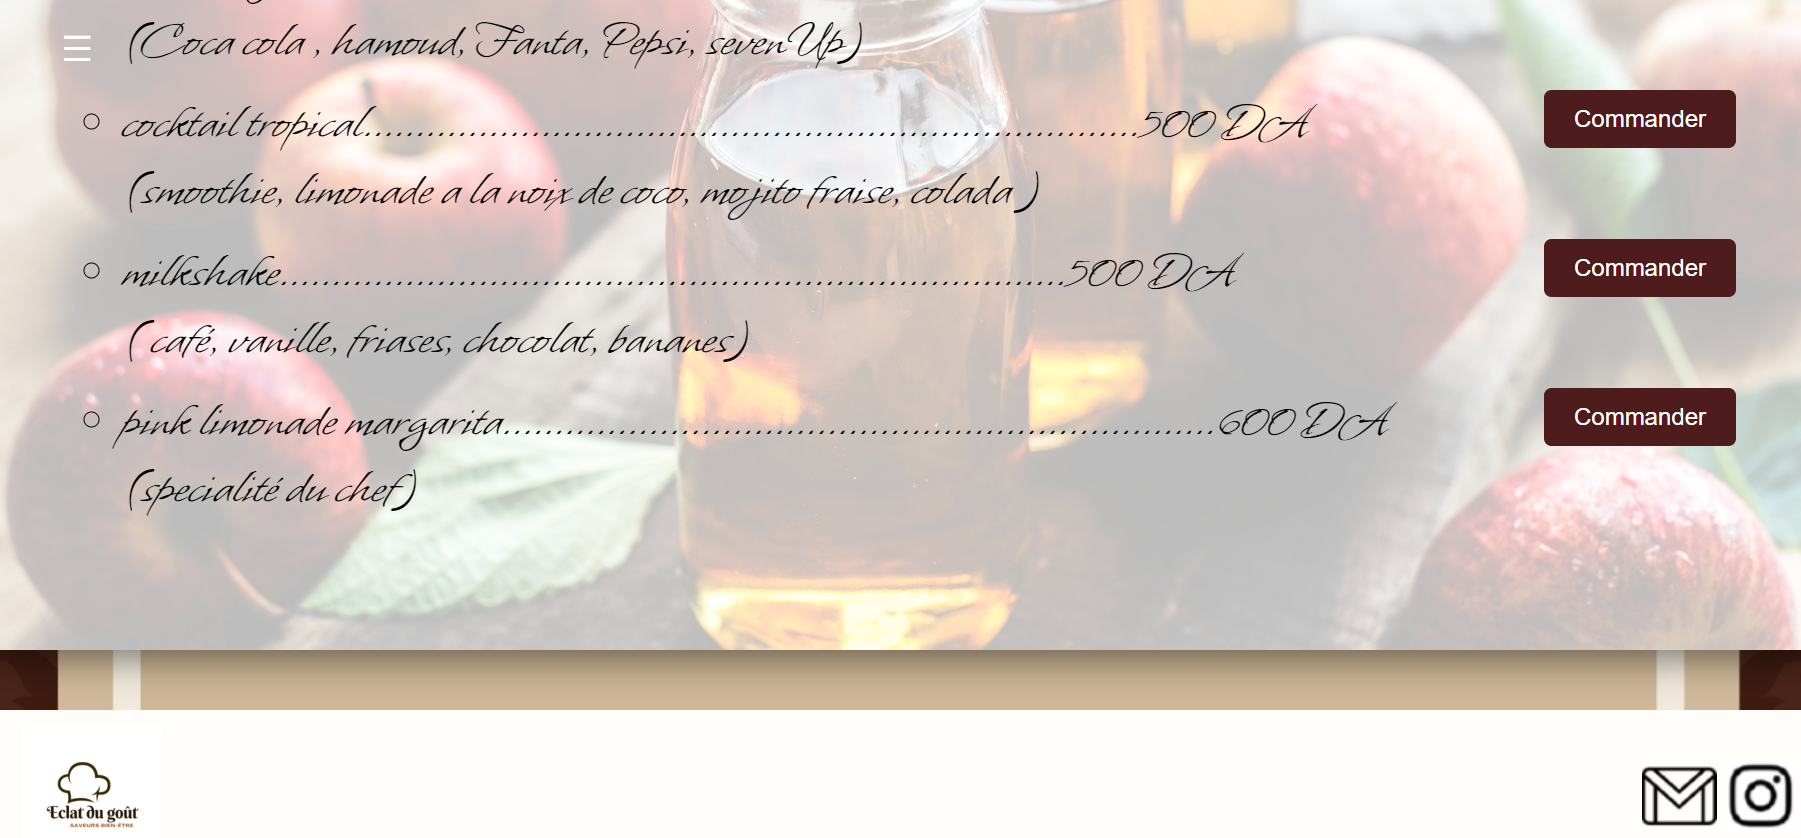 (Coca cola , hamoud, Fanta, Pepsi, sevenUp)
cocktail tropical..........................................................................500 DA
Commander
(smoothie, limonade a la noix de coco, mojito fraise, colada )
milkshake...........................................................................500 DA
Commander
( café, vanille, friases, chocolat, bananes)
pink limonade margarita....................................................................600 DA
Commander
(specialité du chef)
Eclat du goût
SAVEURS BIEN-ÊTRE